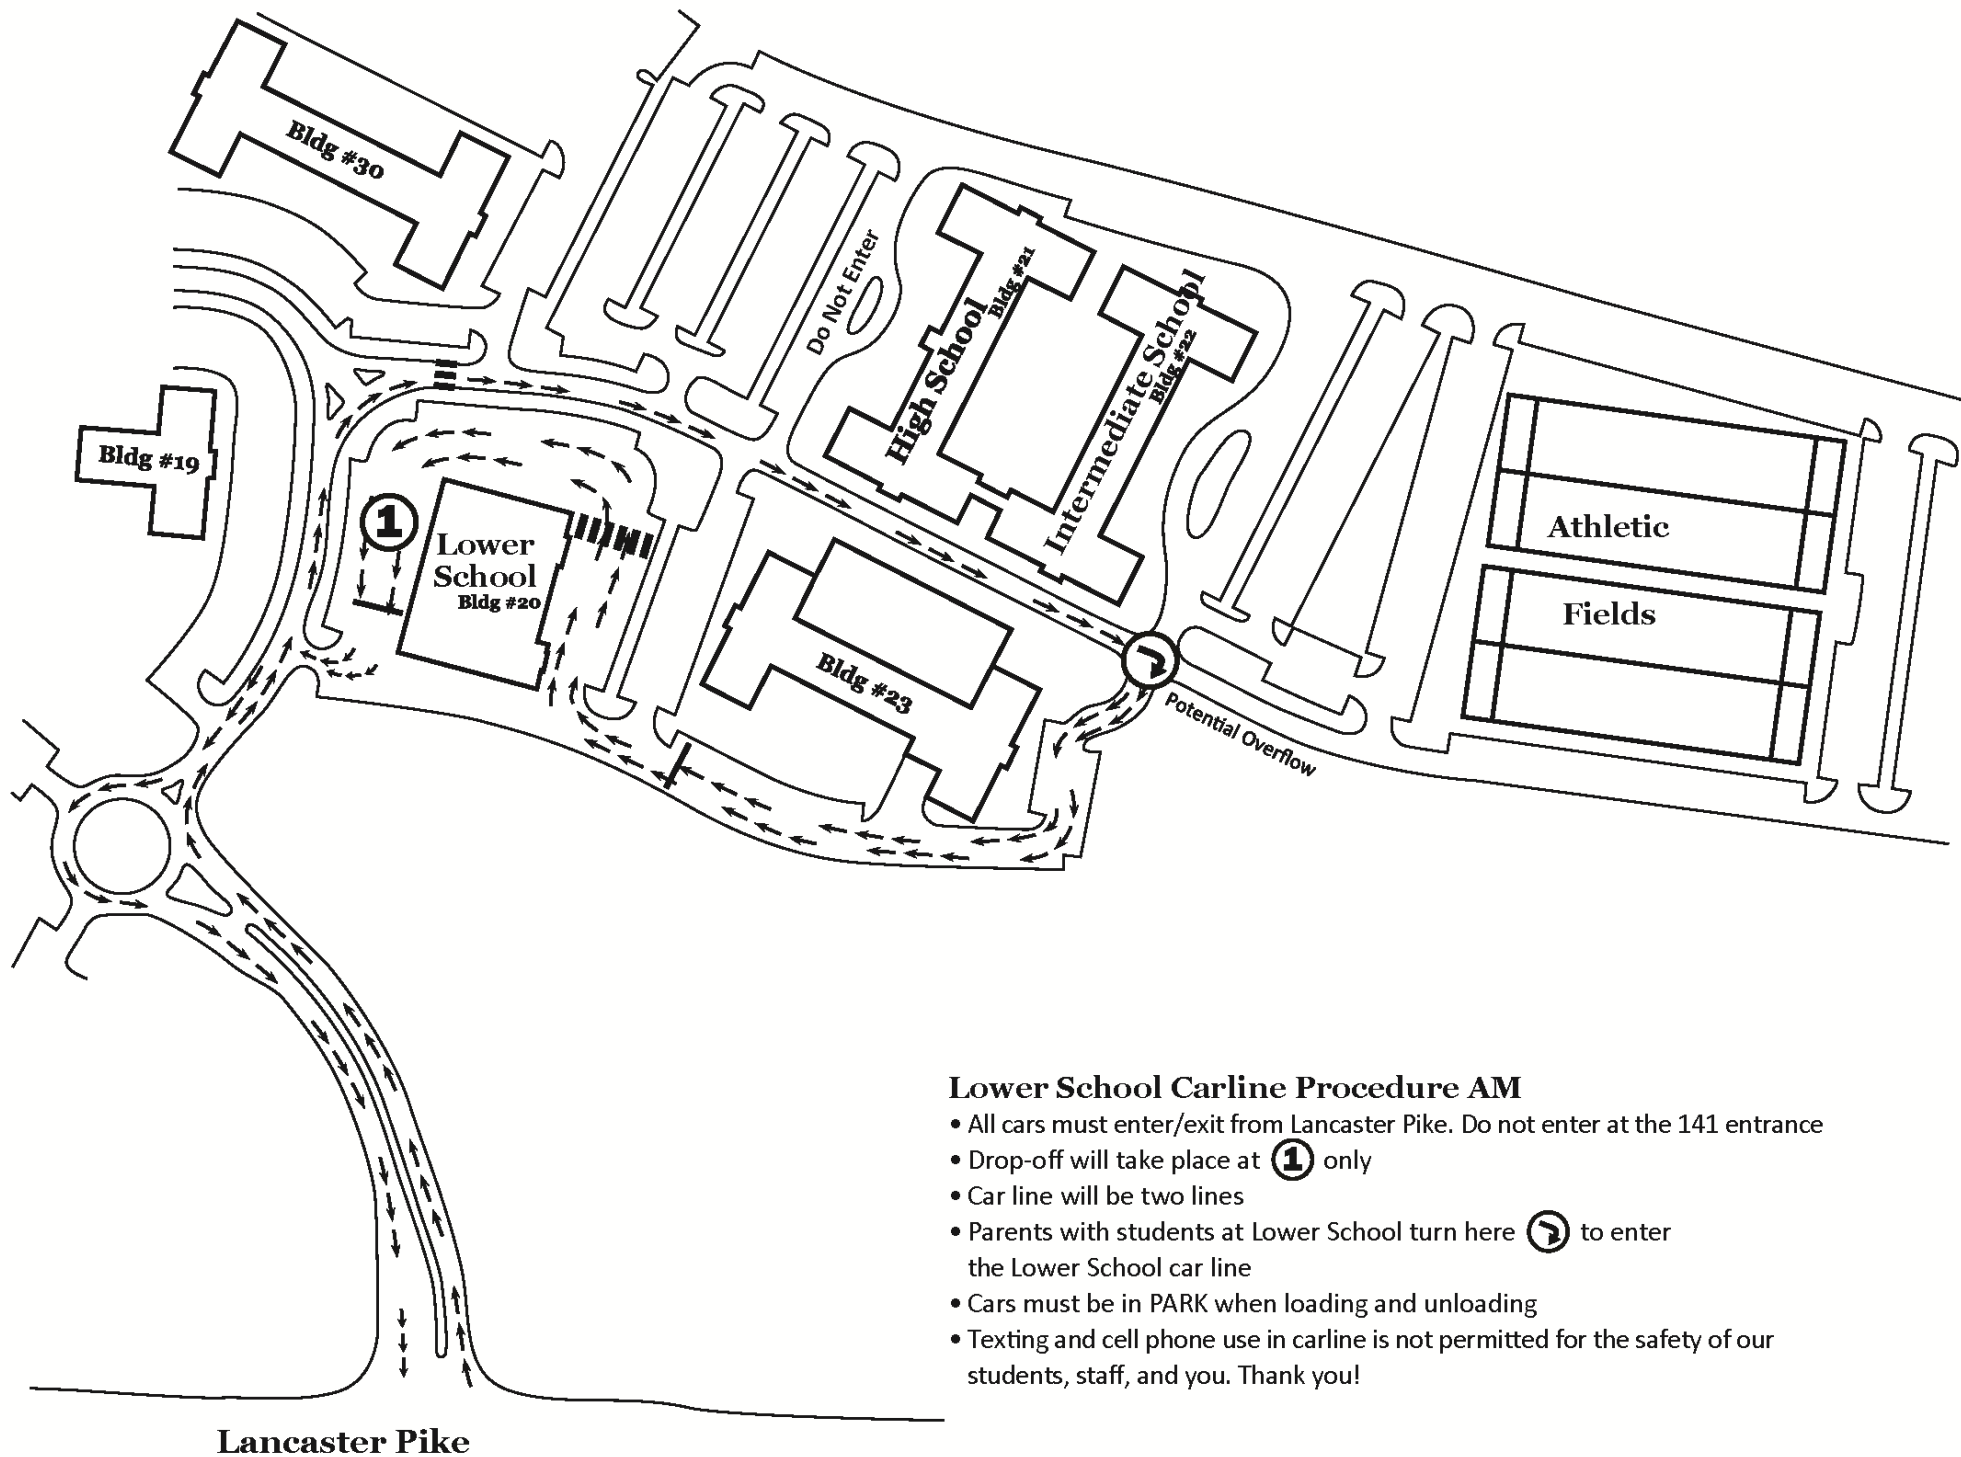 Bldg #30
Do Not Enter
High School
Bldg #21
Intermediate School
Bldg #22
Bldg #19
1
Lower
School
Bldg #20
Athletic
Fields
Bldg #23
Potential Overflow
Lower School Carline Procedure AM
• All cars must enter/exit from Lancaster Pike. Do not enter at the 141 entrance
• Drop-off will take place at 1 only
• Car line will be two lines
• Parents with students at Lower School turn here to enter
the Lower School car line
• Cars must be in PARK when loading and unloading
• Texting and cell phone use in carline is not permitted for the safety of our
students, staff, and you. Thank you!
Lancaster Pike